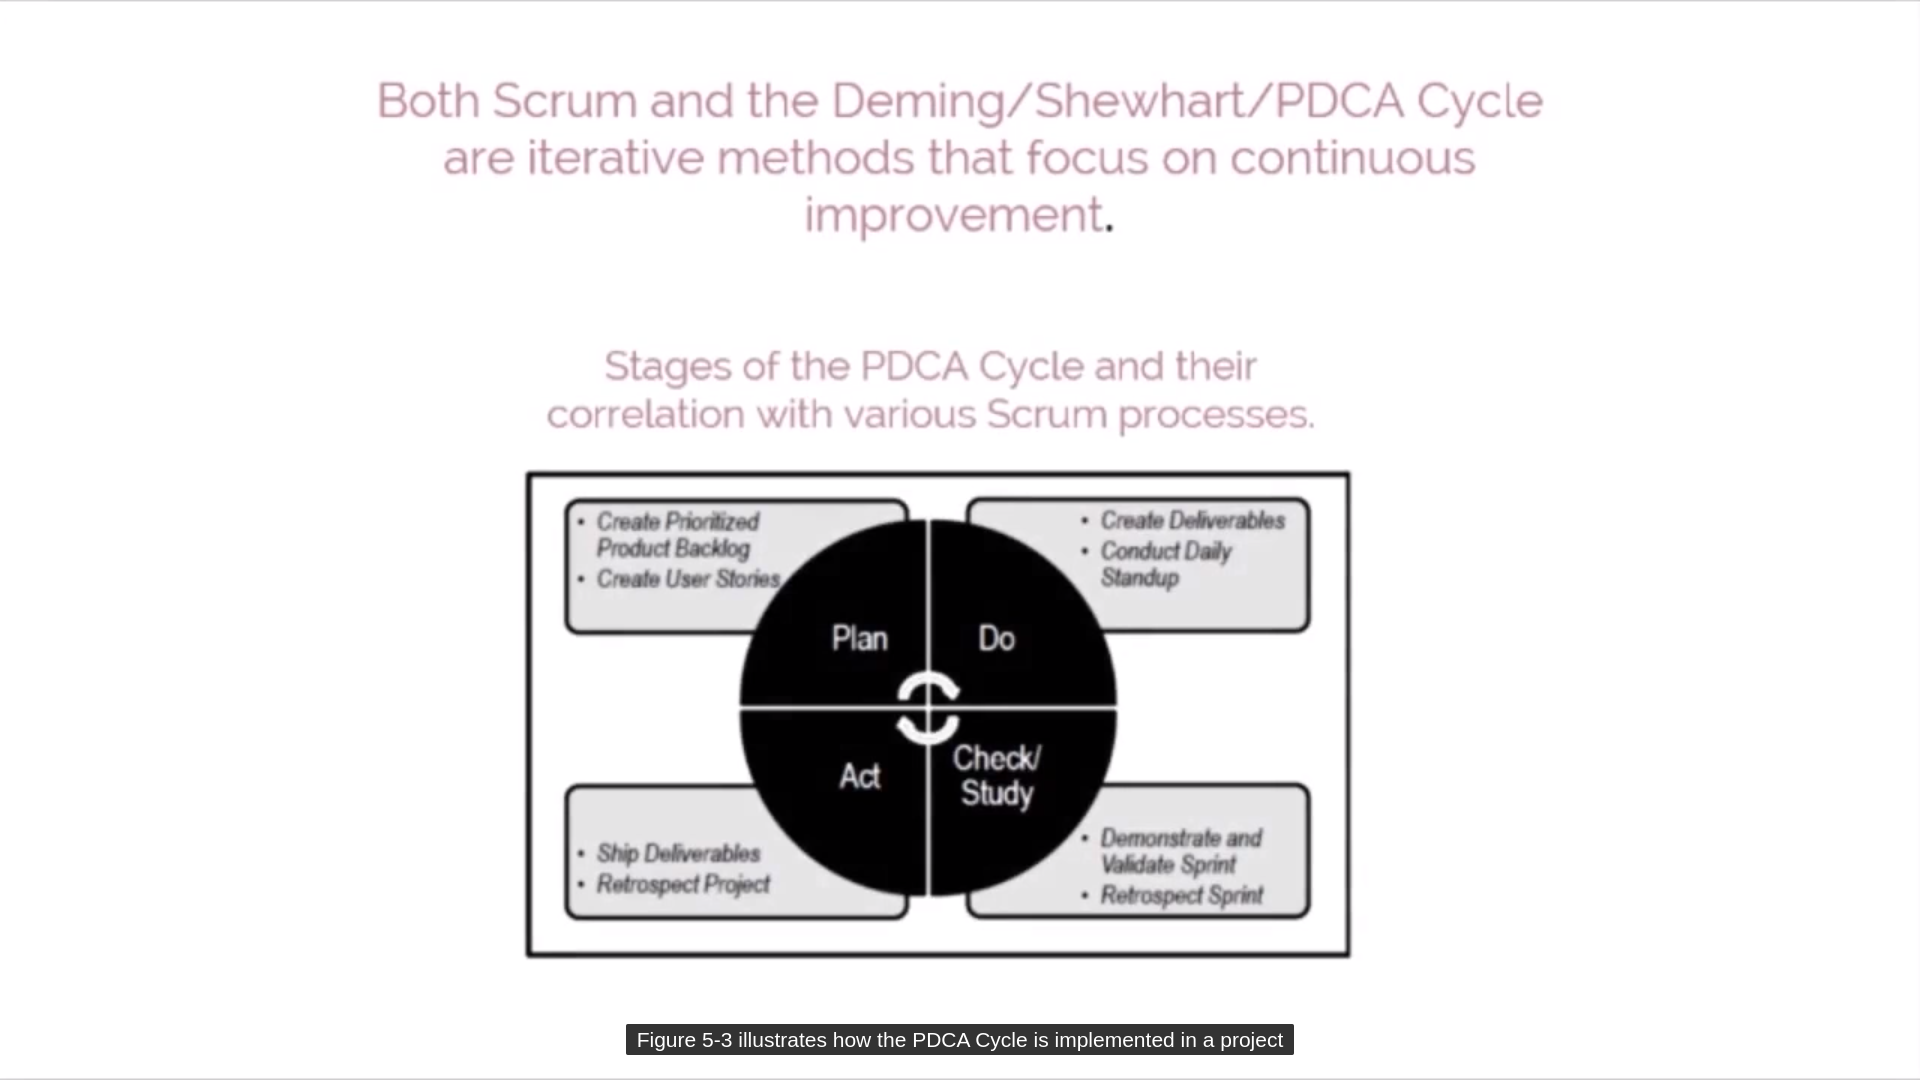 Both Scrum and the Deming/Shewhart/PDCA Cycle
are iterative methods that focus on continuous
improvement.
Stages of the PDCA Cycle and their
correlation with various Scrum processes.
• Create Prioritized
Product Backlog
• Create User Stories
• Create Deliverables
• Conduct Daily
Standup
Plan
Do
Act
Check/
Study
• Ship Deliverables
• Retrospect Project
• Demonstrate and
Validate Sprint
• Retrospect Sprint
Figure 5-3 illustrates how the PDCA Cycle is implemented in a project